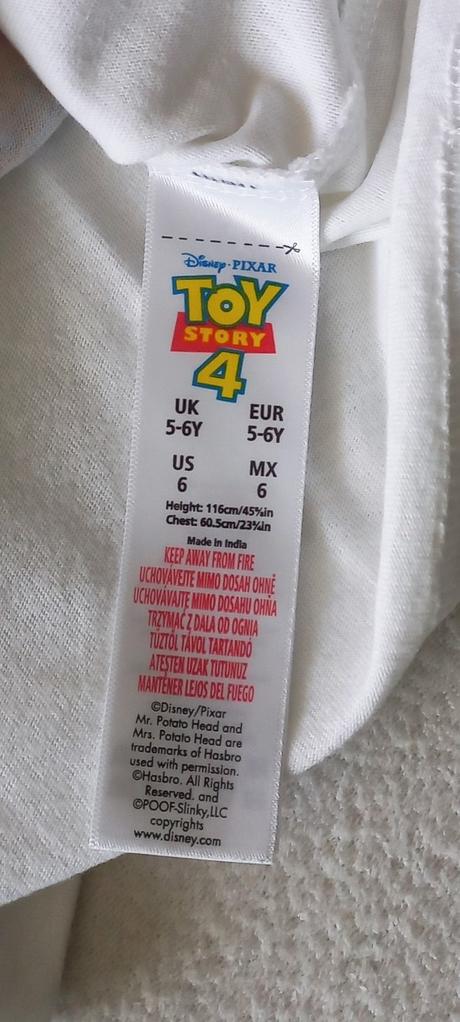 Disney · PIXAR
TOY
STORY
4
UK EUR
5-6Y 5-6Y
US MX
6 6
Height: 116cm/45⅝in
Chest: 60.5cm/23¾in
Made in India
KEEP AWAY FROM FIRE
UCHOVÁVEJTE MIMO DOSAH OHNĚ
UCHOVÁVAJTE MIMO DOSAHU OHŇA
TRZYMAĆ Z DALA OD OGNIA
TŰZTŐL TÁVOL TARTANDÓ
ATEŞTEN UZAK TUTUNUZ
MANTENER LEJOS DEL FUEGO
©Disney/Pixar
Mr. Potato Head and
Mrs. Potato Head are
trademarks of Hasbro
used with permission.
©Hasbro. All Rights
Reserved. and
©POOF-Slinky,LLC
copyrights
www.disney.com